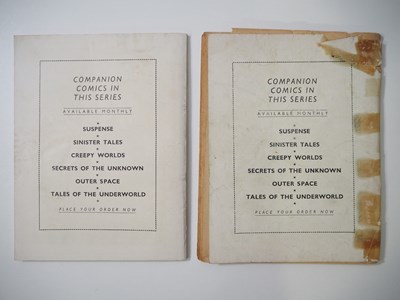 COMPANION
COMICS IN
THIS SERIES
AVAILABLE MONTHLY
SUSPENSE
SINISTER TALES
CREEPY WORLDS
SECRETS OF THE UNKNOWN
OUTER SPACE
TALES OF THE UNDERWORLD
PLACE YOUR ORDER NOW
COMPANION
COMICS IN
THIS SERIES
AVAILABLE MONTHLY
SUSPENSE
SINISTER TALES
CREEPY WORLDS
SECRETS OF THE UNKNOWN
OUTER SPACE
TALES OF THE UNDERWORLD
PLACE YOUR ORDER NOW